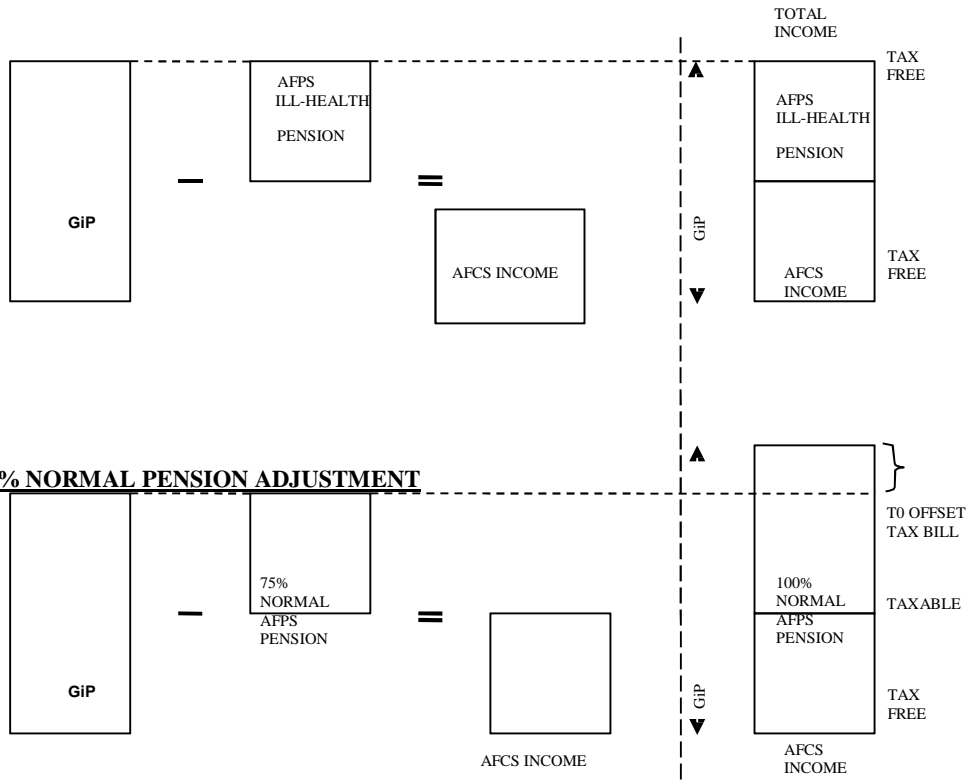 TOTAL
INCOME
TAX
FREE
AFPS
ILL-HEALTH
PENSION
AFPS
ILL-HEALTH
PENSION
GiP
GiP
AFCS INCOME
AFCS
INCOME
TAX
FREE
% NORMAL PENSION ADJUSTMENT
T0 OFFSET
TAX BILL
75%
NORMAL
AFPS
PENSION
100%
NORMAL
AFPS
PENSION
TAXABLE
GiP
GiP
TAX
FREE
AFCS INCOME
AFCS
INCOME